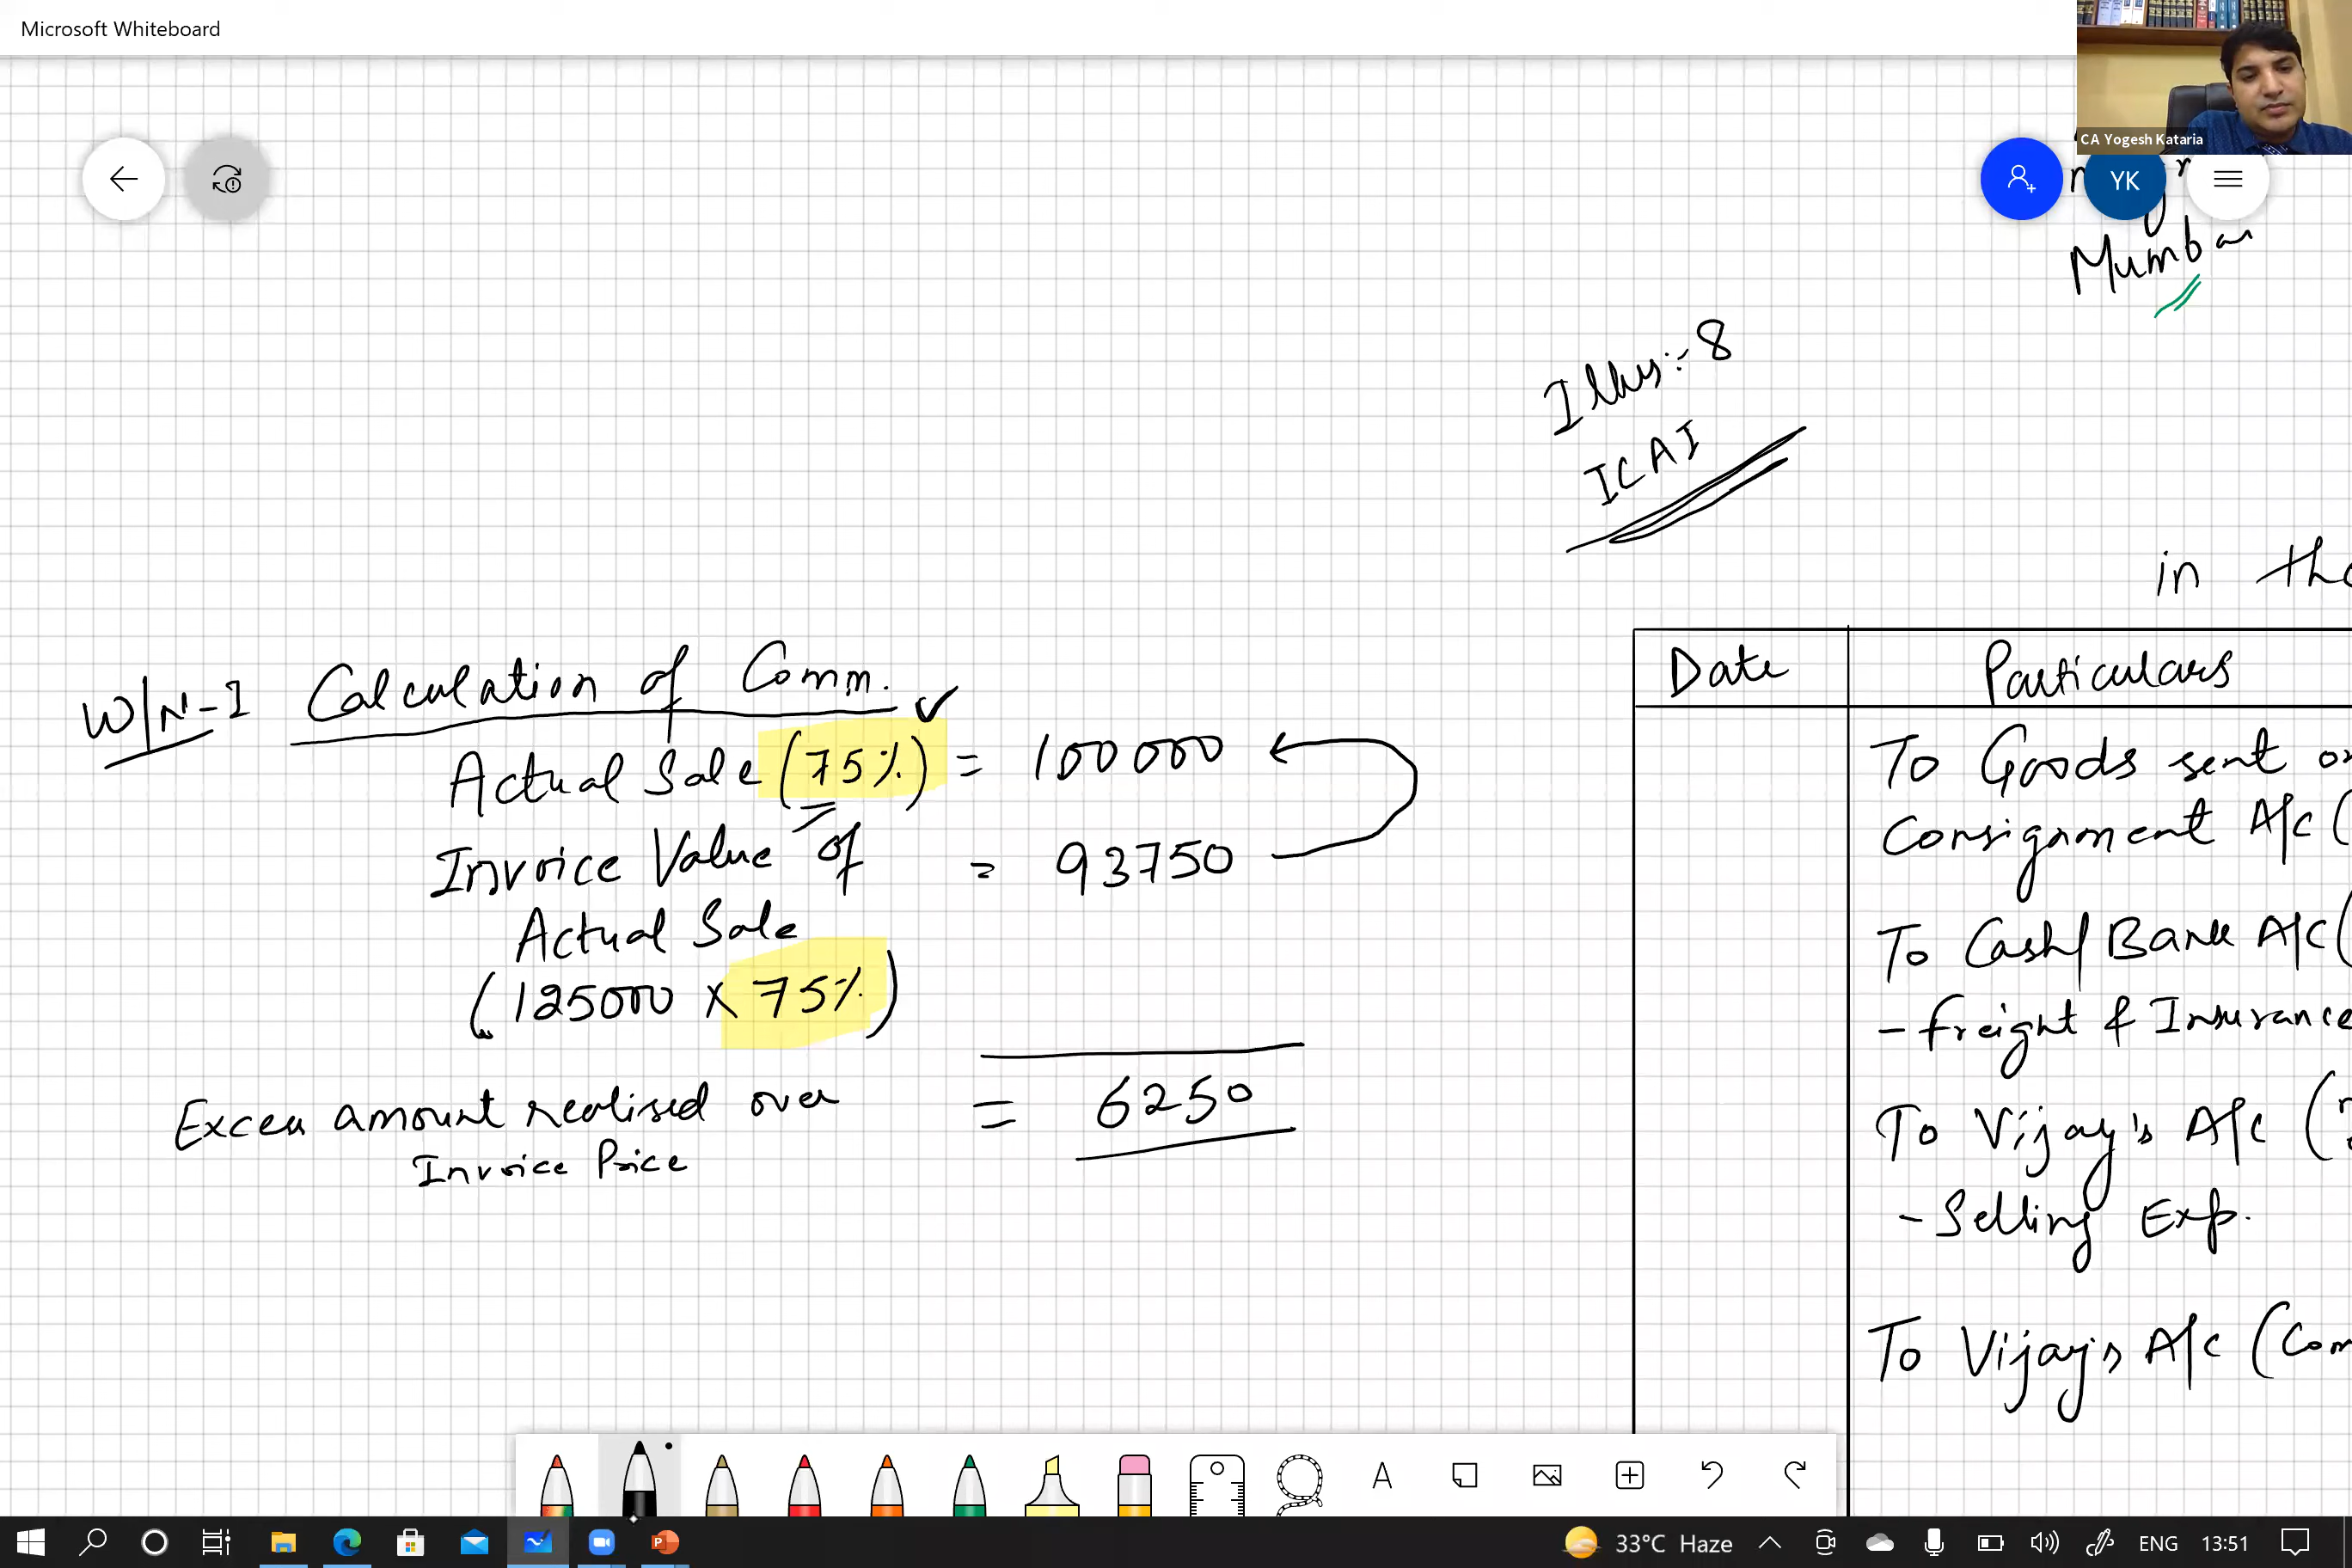 Microsoft Whiteboard
CA Yogesh Kataria
YK
Mumbai
Illus:- 8
ICAI
in the
W/N-1 Calculation of Comm.
Actual Sale (75%) = 100000
Invoice Value of = 93750
Actual Sale
(125000 x 75%)
Excess amount realised over = 6250
Invoice Price
Date Particulars
To Goods sent on
Consignment A/c (
To Cash/Bank A/c (
- Freight & Insurance
To Vijay's A/c (
- Selling Exp.
To Vijay's A/c (Com
A
33°C Haze
ENG
13:51